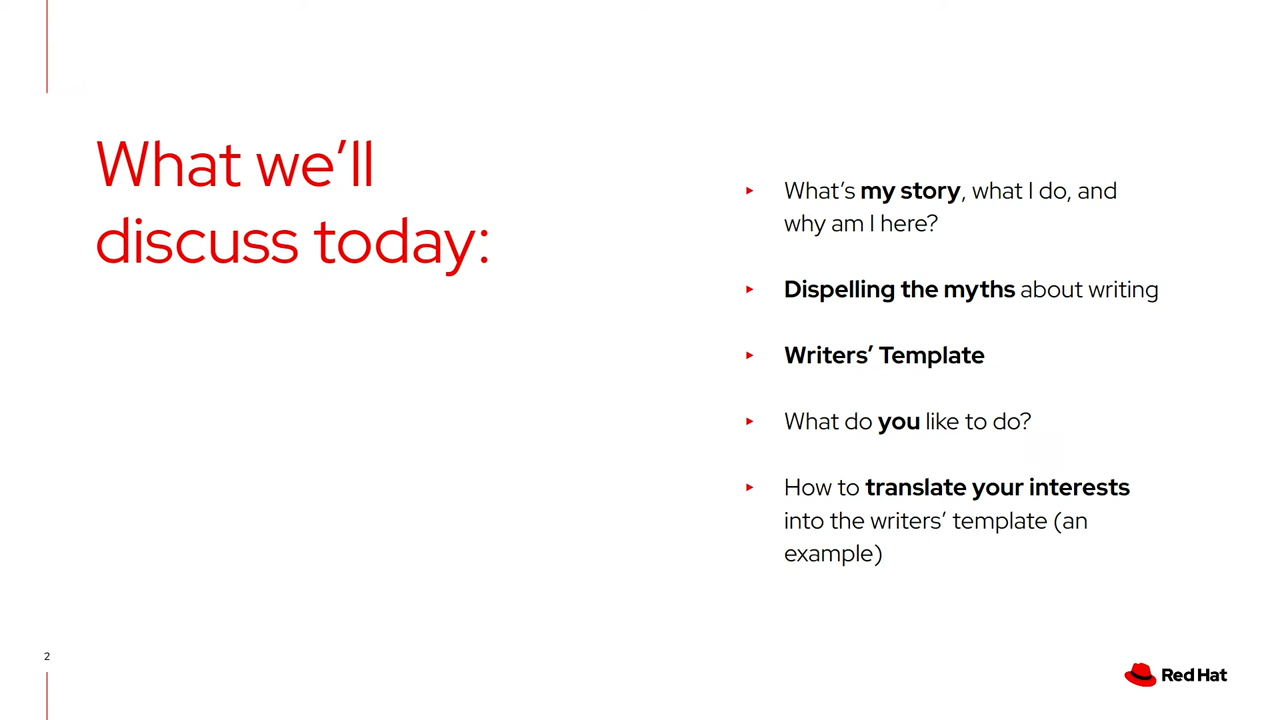 What we’ll
discuss today:
▸ What’s my story, what I do, and
why am I here?
▸ Dispelling the myths about writing
▸ Writers’ Template
▸ What do you like to do?
▸ How to translate your interests
into the writers’ template (an
example)
2
Red Hat